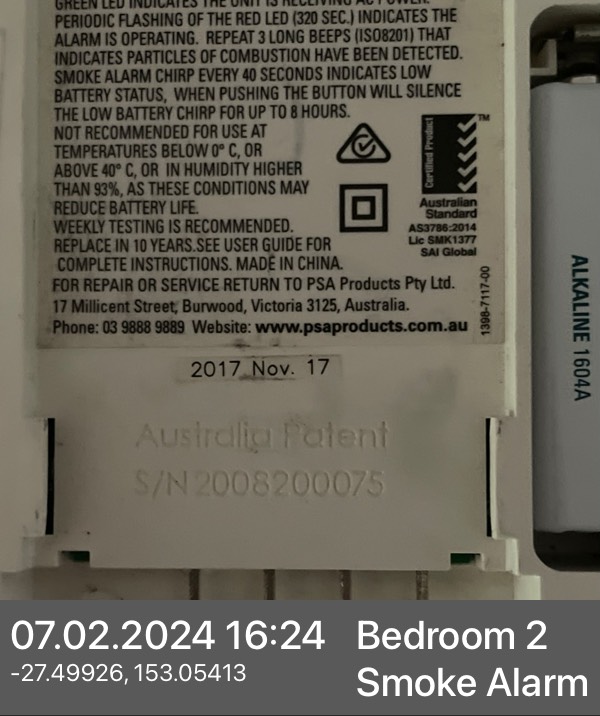 GREEN LED INDICATES THE UNIT IS RECEIVING AC POWER.
PERIODIC FLASHING OF THE RED LED (320 SEC.) INDICATES THE
ALARM IS OPERATING. REPEAT 3 LONG BEEPS (ISO8201) THAT
INDICATES PARTICLES OF COMBUSTION HAVE BEEN DETECTED.
SMOKE ALARM CHIRP EVERY 40 SECONDS INDICATES LOW
BATTERY STATUS, WHEN PUSHING THE BUTTON WILL SILENCE
THE LOW BATTERY CHIRP FOR UP TO 8 HOURS.
NOT RECOMMENDED FOR USE AT
TEMPERATURES BELOW 0° C, OR
ABOVE 40° C, OR IN HUMIDITY HIGHER
THAN 93%, AS THESE CONDITIONS MAY
REDUCE BATTERY LIFE.
WEEKLY TESTING IS RECOMMENDED.
REPLACE IN 10 YEARS.SEE USER GUIDE FOR
COMPLETE INSTRUCTIONS. MADE IN CHINA.
FOR REPAIR OR SERVICE RETURN TO PSA Products Pty Ltd.
17 Millicent Street, Burwood, Victoria 3125, Australia.
Phone: 03 9888 9889 Website: www.psaproducts.com.au
Certified Product
TM
Australian
Standard
AS3786:2014
Lic SMK1377
SAI Global
1398-7117-00
2017 Nov. 17
Australia Patent
S/N2008200075
ALKALINE 1604A
07.02.2024 16:24
-27.49926, 153.05413
Bedroom 2
Smoke Alarm